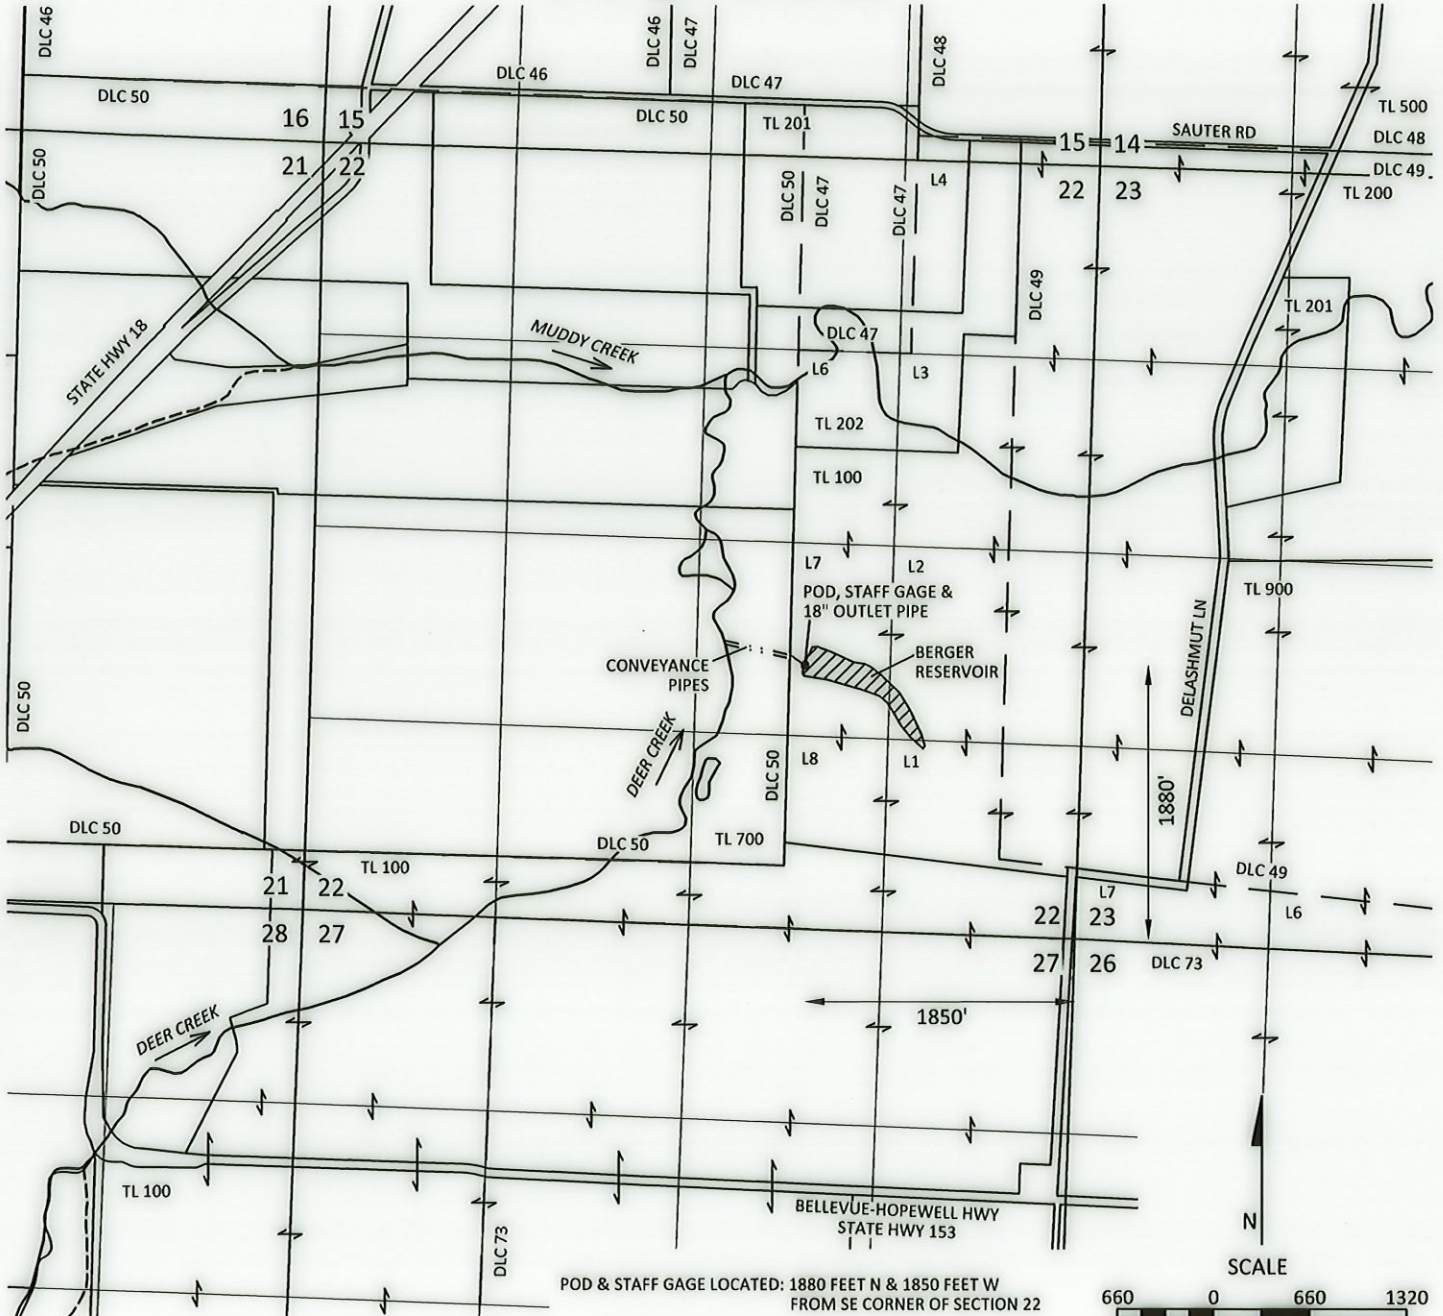 DLC 46
DLC 46
DLC 47
DLC 48
DLC 46
DLC 47
DLC 50
DLC 50
TL 201
TL 500
16 15
15 14
SAUTER RD
DLC 48
21 22
22 23
DLC 49
TL 200
DLC 50
DLC 50
DLC 47
DLC 47
L4
DLC 49
TL 201
STATE HWY 18
MUDDY CREEK
DLC 47
L6
L3
TL 202
TL 100
L7
L2
POD, STAFF GAGE &
18" OUTLET PIPE
TL 900
CONVEYANCE
PIPES
BERGER
RESERVOIR
DELASHMUT LN
DLC 50
DEER CREEK
DLC 50
L8
L1
1880'
DLC 50
DLC 50
TL 700
TL 100
DLC 49
21 22
L7
L6
22 23
28 27
27 26
DLC 73
1850'
DEER CREEK
TL 100
BELLEVUE-HOPEWELL HWY
STATE HWY 153
DLC 73
N
SCALE
POD & STAFF GAGE LOCATED: 1880 FEET N & 1850 FEET W
FROM SE CORNER OF SECTION 22
660 0 660 1320